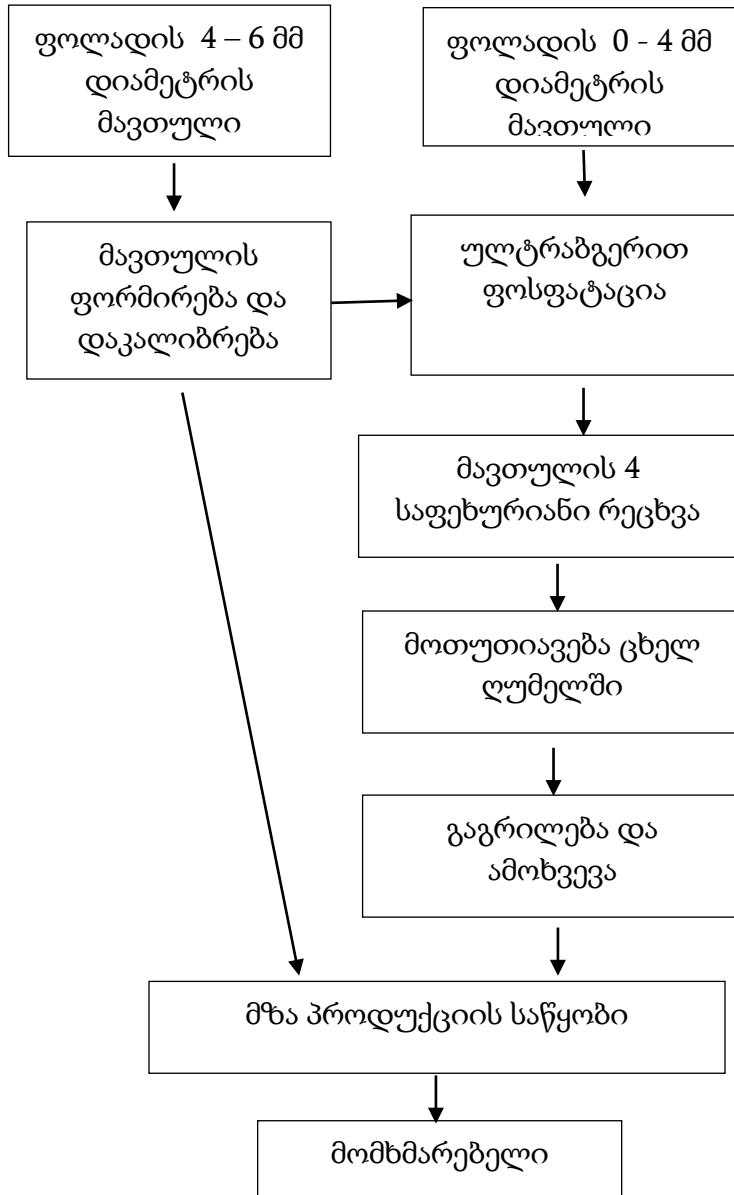 ფოლადის 4 – 6 მმ
დიამეტრის
მავთული
ფოლადის 0 - 4 მმ
დიამეტრის
მავთული
მავთულის
ფორმირება და
დაკალიბრება
ულტრაბგერით
ფოსფატაცია
მავთულის 4
საფეხურიანი რეცხვა
მოთუთიავება ცხელ
ღუმელში
გაგრილება და
ამოხვევა
მზა პროდუქციის საწყობი
მომხმარებელი